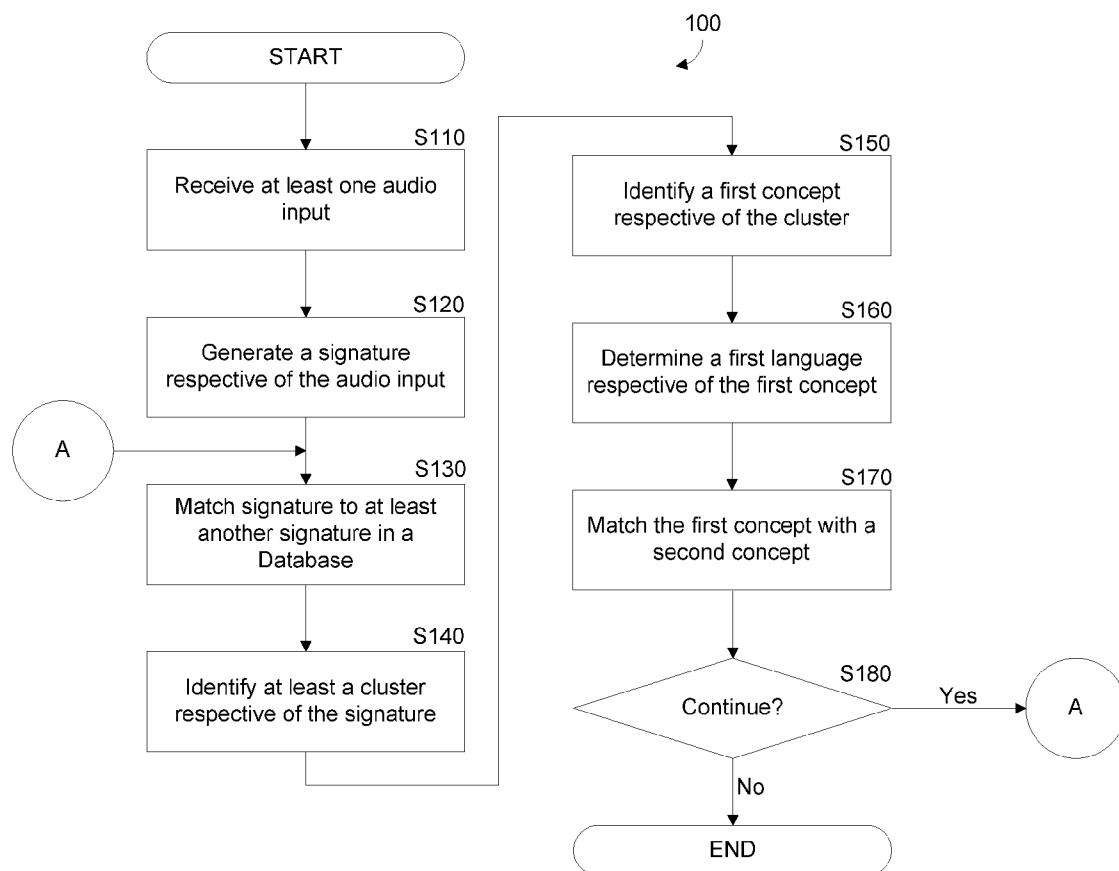 START
100
S110
Receive at least one audio
input
S120
Generate a signature
respective of the audio input
A
S130
Match signature to at least
another signature in a
Database
S140
Identify at least a cluster
respective of the signature
S150
Identify a first concept
respective of the cluster
S160
Determine a first language
respective of the first concept
S170
Match the first concept with a
second concept
S180
Continue?
Yes
A
No
END